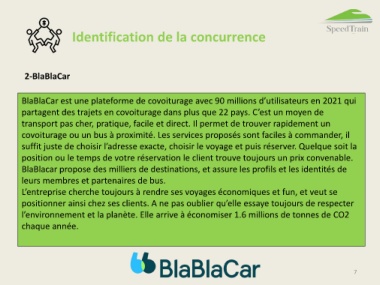 SpeedTrain
Identification de la concurrence
2-BlaBlaCar
BlaBlaCar est une plateforme de covoiturage avec 90 millions d'utilisateurs en 2021 qui
partagent des trajets en covoiturage dans plus que 22 pays. C'est un moyen de
transport pas cher, pratique, facile et direct. Il permet de trouver rapidement un
covoiturage ou un bus à proximité. Les services proposés sont faciles à commander, il
suffit juste de choisir l'adresse exacte, choisir le voyage et puis réserver. Quelque soit la
position ou le temps de votre réservation le client trouve toujours un prix convenable.
BlaBlacar propose des milliers de destinations, et assure les profils et les identités de
leurs membres et partenaires de bus.
L'entreprise cherche toujours à rendre ses voyages économiques et fun, et veut se
positionner ainsi chez ses clients. A ne pas oublier qu'elle essaye toujours de respecter
l'environnement et la planète. Elle arrive à économiser 1.6 millions de tonnes de CO2
chaque année.
BlaBlaCar
7